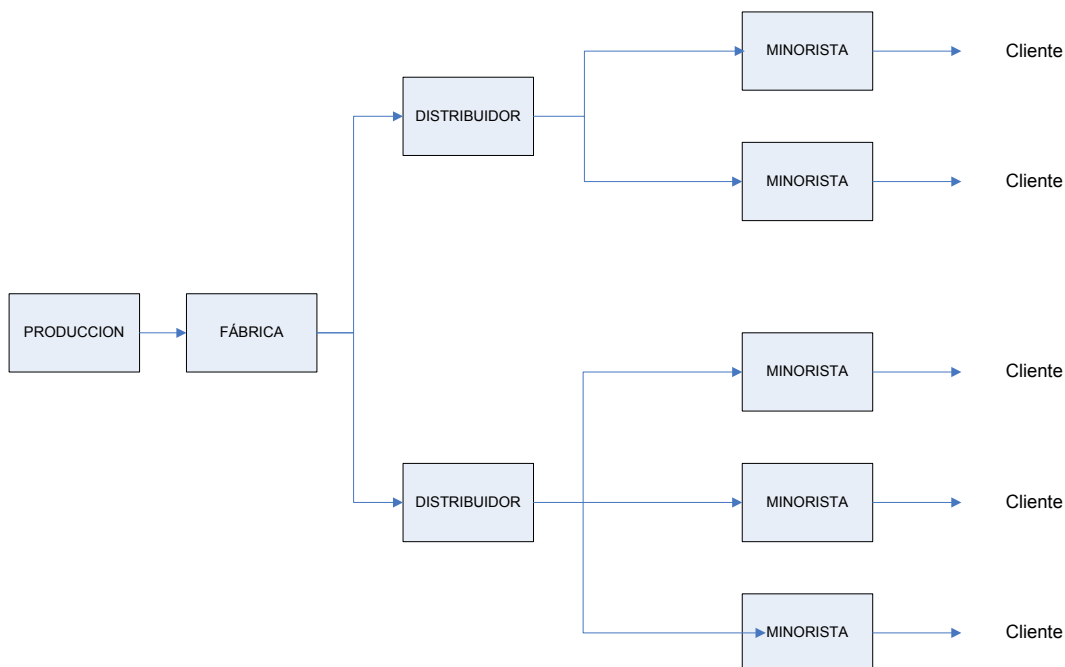 MINORISTA
Cliente
DISTRIBUIDOR
MINORISTA
Cliente
PRODUCCION
FÁBRICA
MINORISTA
Cliente
DISTRIBUIDOR
MINORISTA
Cliente
MINORISTA
Cliente